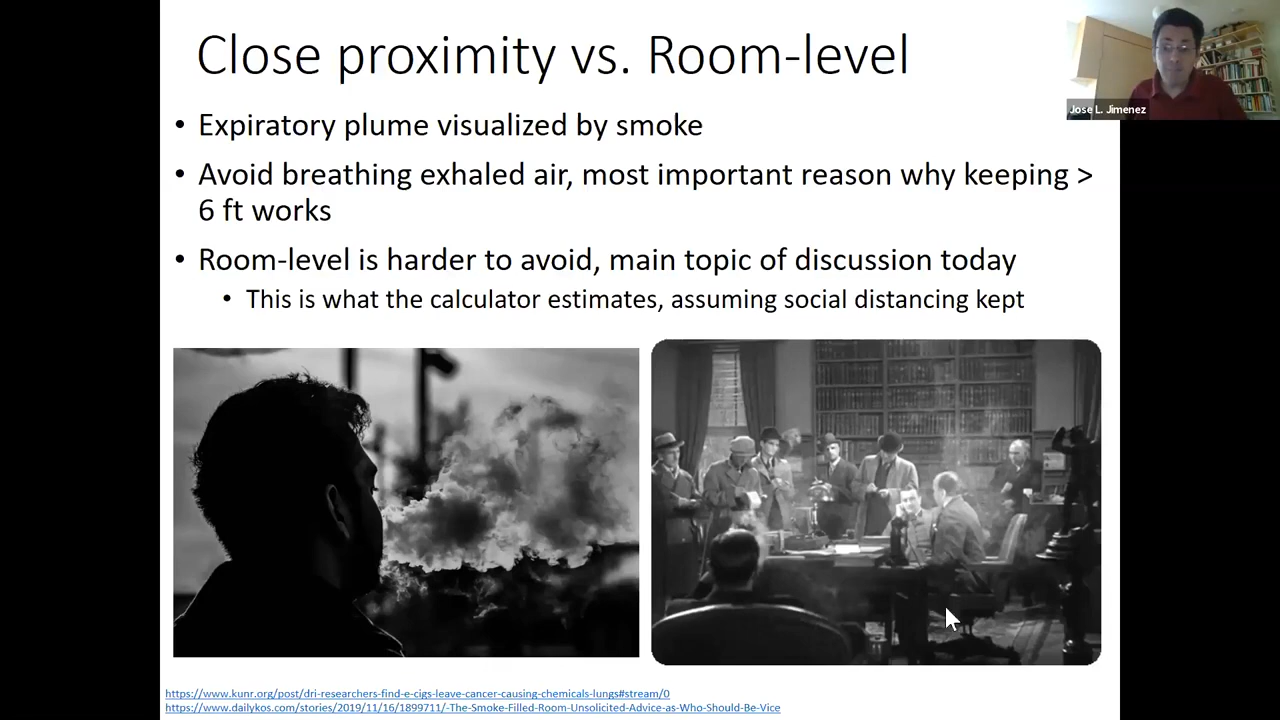 Close proximity vs. Room-level
Jose L. Jimenez
• Expiratory plume visualized by smoke
• Avoid breathing exhaled air, most important reason why keeping >
6 ft works
• Room-level is harder to avoid, main topic of discussion today
• This is what the calculator estimates, assuming social distancing kept
https://www.kunr.org/post/dri-researchers-find-e-cigs-leave-cancer-causing-chemicals-lungs#stream/0
https://www.dailykos.com/stories/2019/11/16/1899711/-The-Smoke-Filled-Room-Unsolicited-Advice-as-Who-Should-Be-Vice